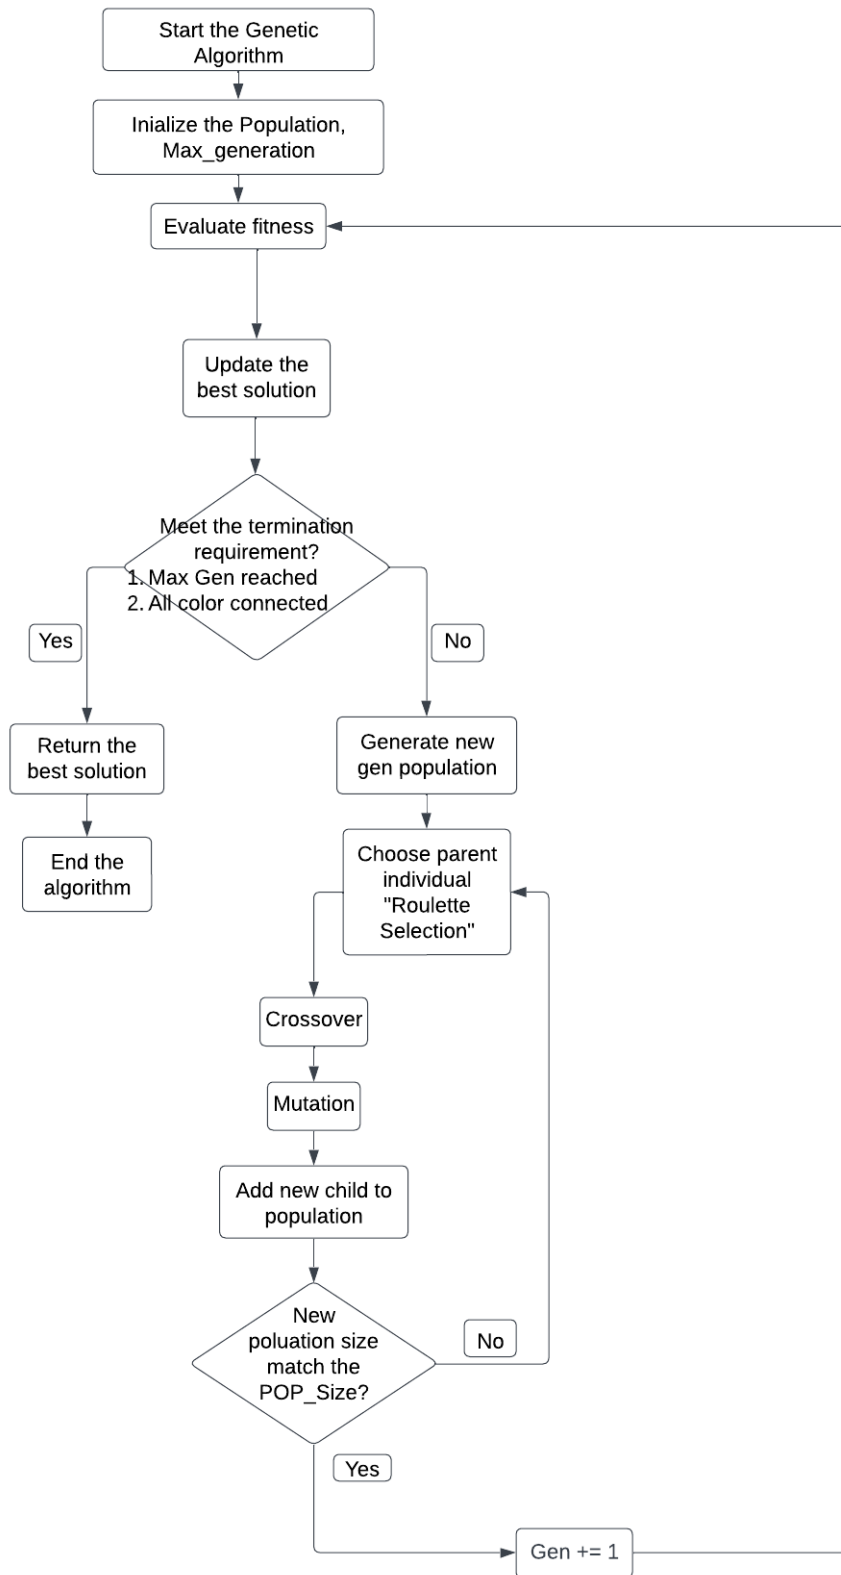 Start the Genetic
Algorithm
Inialize the Population,
Max_generation
Evaluate fitness
Update the
best solution
Meet the termination
requirement?
1. Max Gen reached
2. All color connected
Yes
No
Return the
best solution
Generate new
gen population
End the
algorithm
Choose parent
individual
"Roulette
Selection"
Crossover
Mutation
Add new child to
population
New
poluation size
match the
POP_Size?
No
Yes
Gen += 1